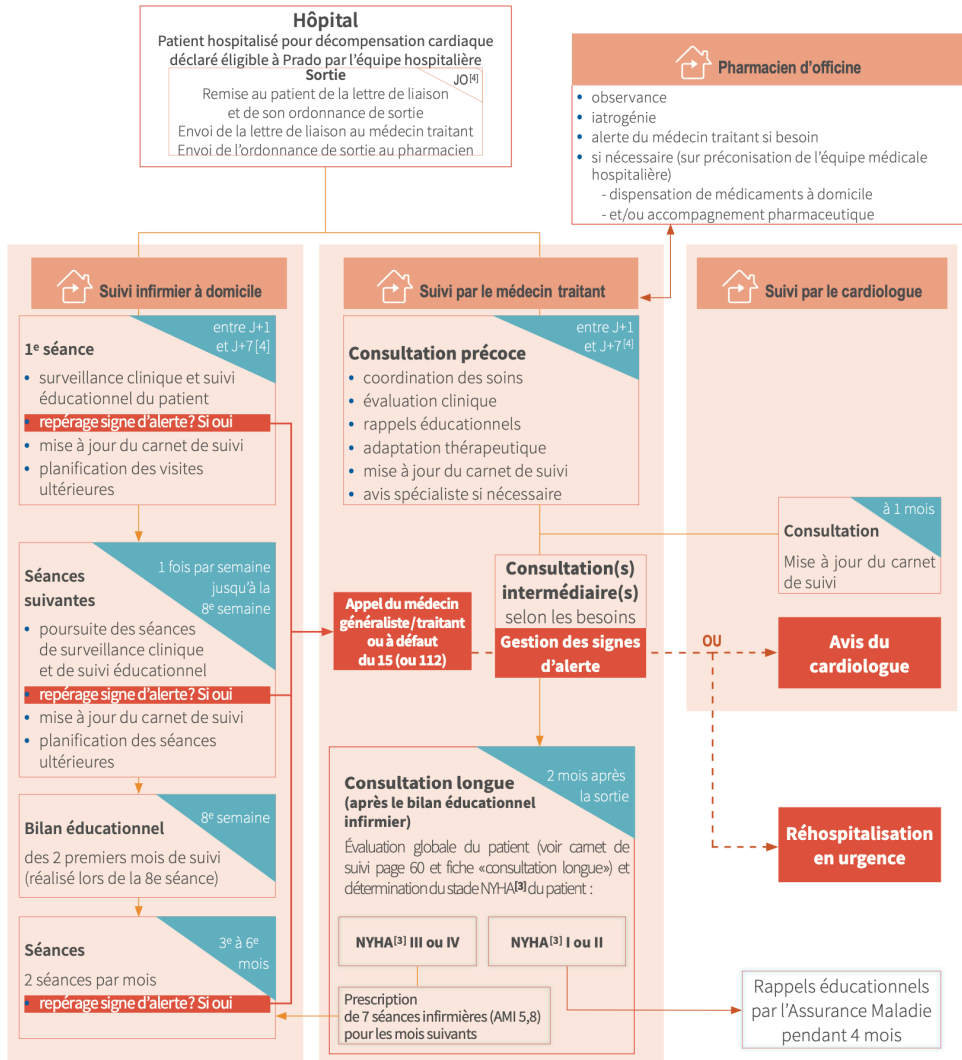 Hôpital
Patient hospitalisé pour décompensation cardiaque
déclaré éligible à Prado par l'équipe hospitalière
Sortie
JO[4]
Remise au patient de la lettre de liaison
et de son ordonnance de sortie
Envoi de la lettre de liaison au médecin traitant
Envoi de l'ordonnance de sortie au pharmacien
Pharmacien d'officine
• observance
• iatrogénie
• alerte du médecin traitant si besoin
• si nécessaire (sur préconisation de l'équipe médicale
hospitalière)
- dispensation de médicaments à domicile
- et/ou accompagnement pharmaceutique
Suivi infirmier à domicile
entre J+1
et J+7 [4]
1e séance
• surveillance clinique et suivi
éducationnel du patient
• repérage signe d'alerte? Si oui
• mise à jour du carnet de suivi
• planification des visites
ultérieures
1 fois par semaine
jusqu'à la
8e semaine
Séances
suivantes
• poursuite des séances
de surveillance clinique
et de suivi éducationnel
• repérage signe d'alerte? Si oui
• mise à jour du carnet de suivi
• planification des séances
ultérieures
8e semaine
Bilan éducationnel
des 2 premiers mois de suivi
(réalisé lors de la 8e séance)
3e à 6e
mois
Séances
2 séances par mois
• repérage signe d'alerte? Si oui
Suivi par le médecin traitant
entre J+1
et J+7[4]
Consultation précoce
• coordination des soins
• évaluation clinique
• rappels éducationnels
• adaptation thérapeutique
• mise à jour du carnet de suivi
• avis spécialiste si nécessaire
Appel du médecin
généraliste/traitant
ou à défaut
du 15 (ou 112)
Consultation(s)
intermédiaire(s)
selon les besoins
Gestion des signes
d'alerte
OU
2 mois après
la sortie
Consultation longue
(après le bilan éducationnel
infirmier)
Évaluation globale du patient (voir carnet de
suivi page 60 et fiche «consultation longue») et
détermination du stade NYHA[3] du patient :
NYHA[3] III ou IV
NYHA[3] I ou II
Prescription
de 7 séances infirmières (AMI 5,8)
pour les mois suivants
Suivi par le cardiologue
à 1 mois
Consultation
Mise à jour du carnet
de suivi
Avis du
cardiologue
Réhospitalisation
en urgence
Rappels éducationnels
par l'Assurance Maladie
pendant 4 mois